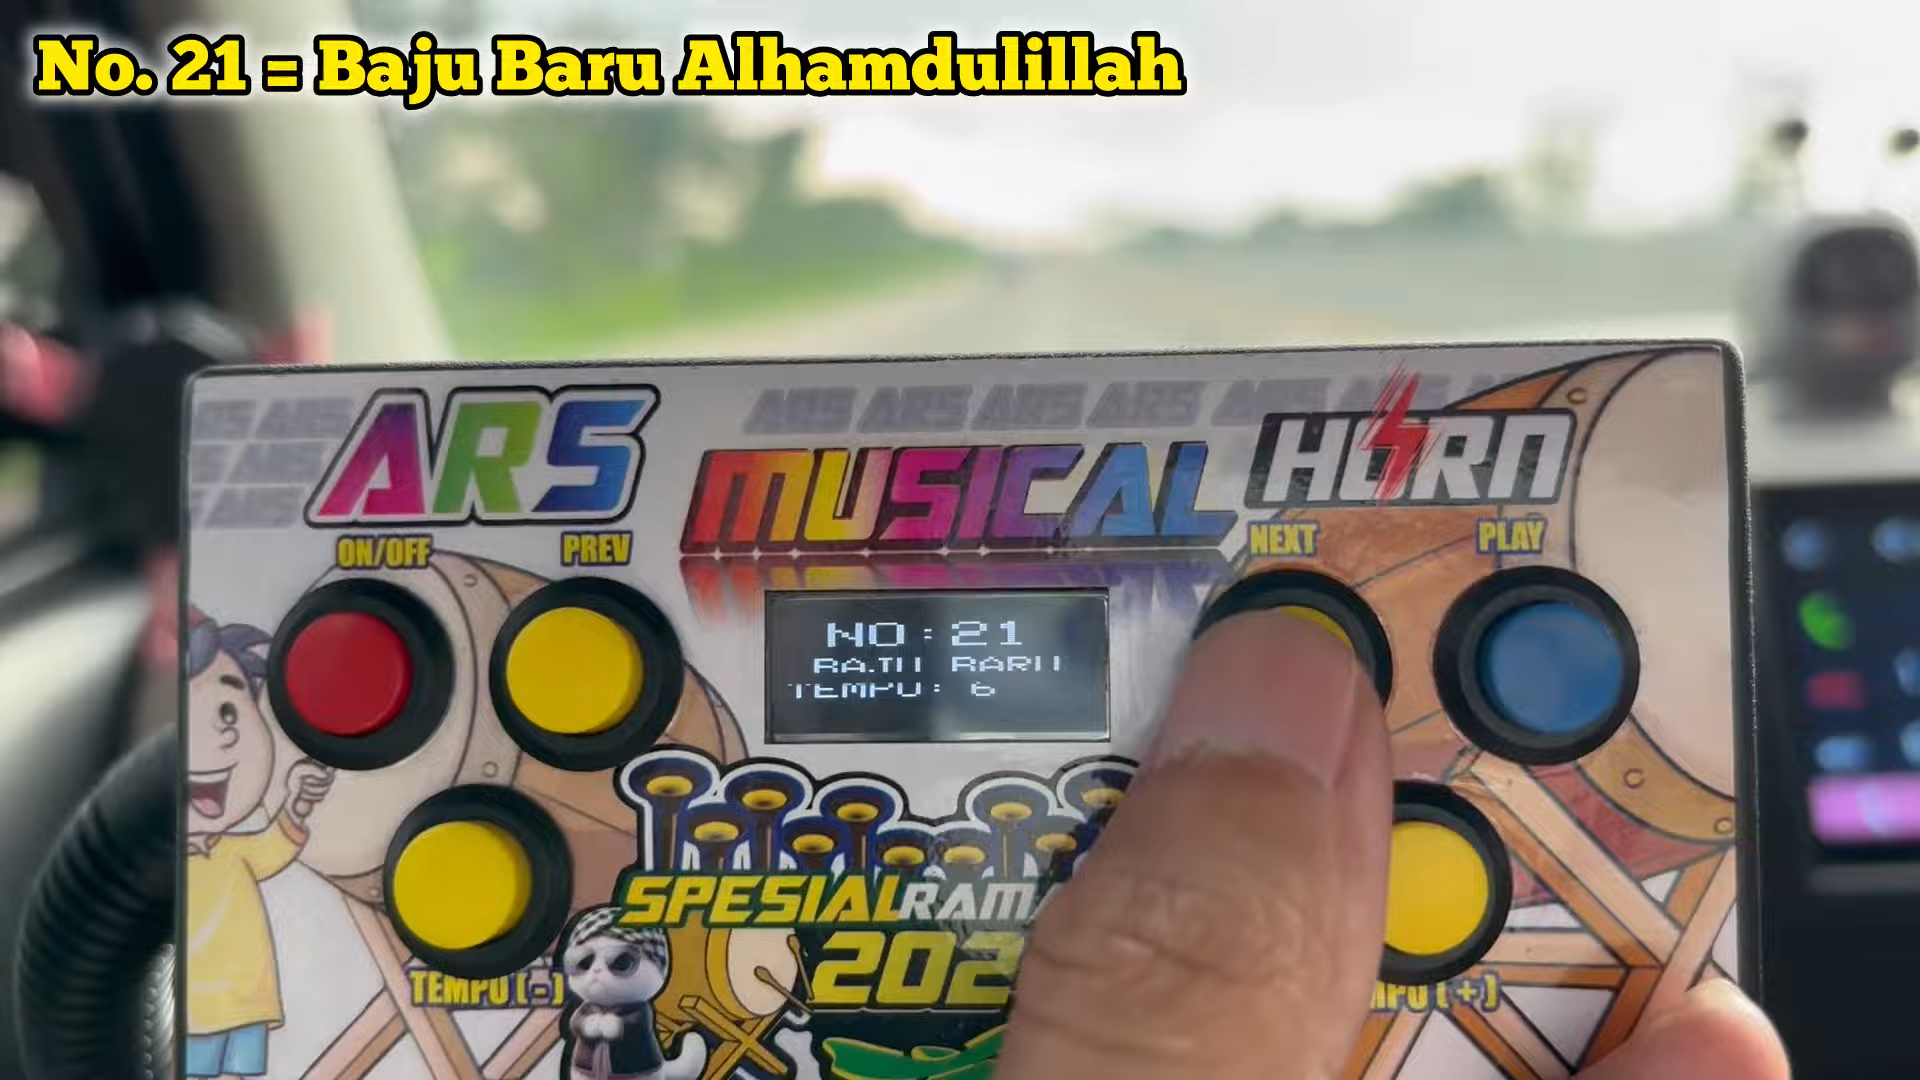 No. 21 = Baju Baru Alhamdulillah
ARS MUSICAL HORN
ON/OFF PREV NEXT PLAY
NO : 21
BAJU BARU
TEMPO : 6
SPESIAL
TEMPO [-]